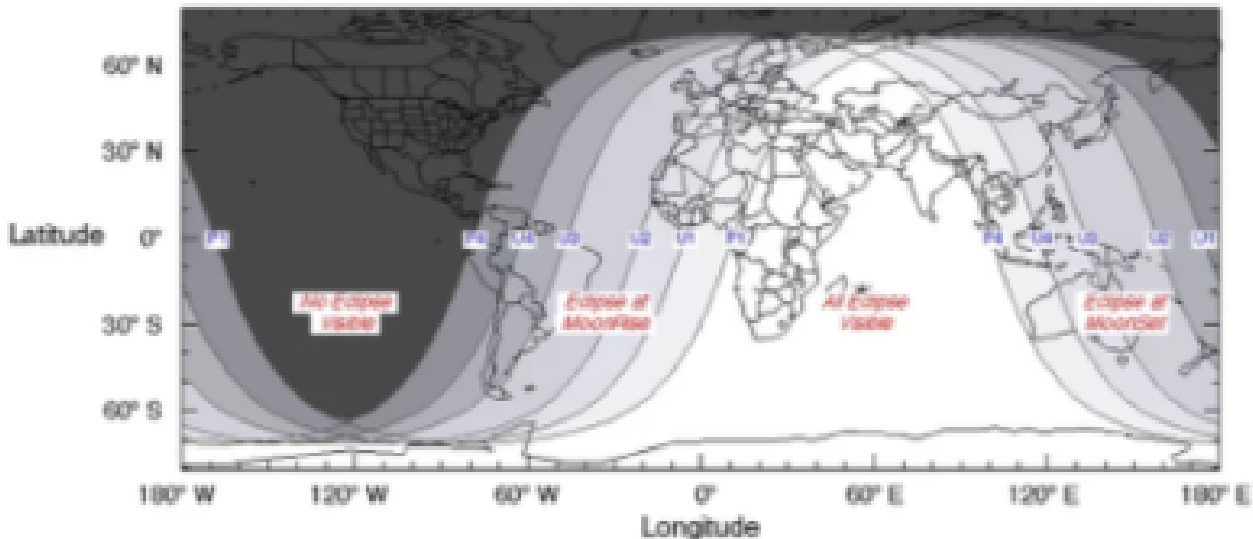 60° N
30° N
Latitude 0°
P1 P4 U4 U3 U2 U1 P1 P4 U4 U3 U2 U1
No Eclipse
Visible
Eclipse at
MoonRise
All Eclipse
Visible
Eclipse at
MoonSet
30° S
60° S
180° W 120° W 60° W 0° 60° E 120° E 180° E
Longitude